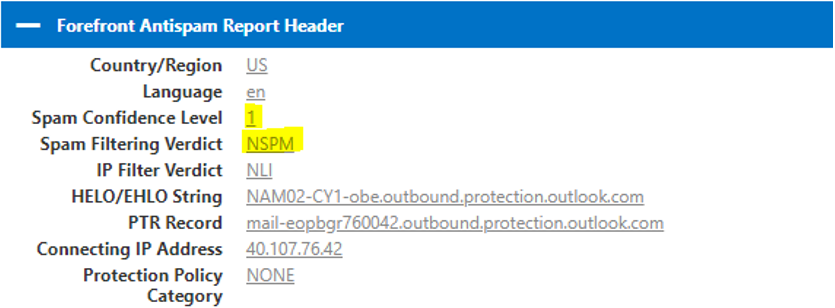 Forefront Antispam Report Header
Country/Region US
Language en
Spam Confidence Level 1
Spam Filtering Verdict NSPM
IP Filter Verdict NLI
HELO/EHLO String NAM02-CY1-obe.outbound.protection.outlook.com
PTR Record mail-eopbgr760042.outbound.protection.outlook.com
Connecting IP Address 40.107.76.42
Protection Policy NONE
Category